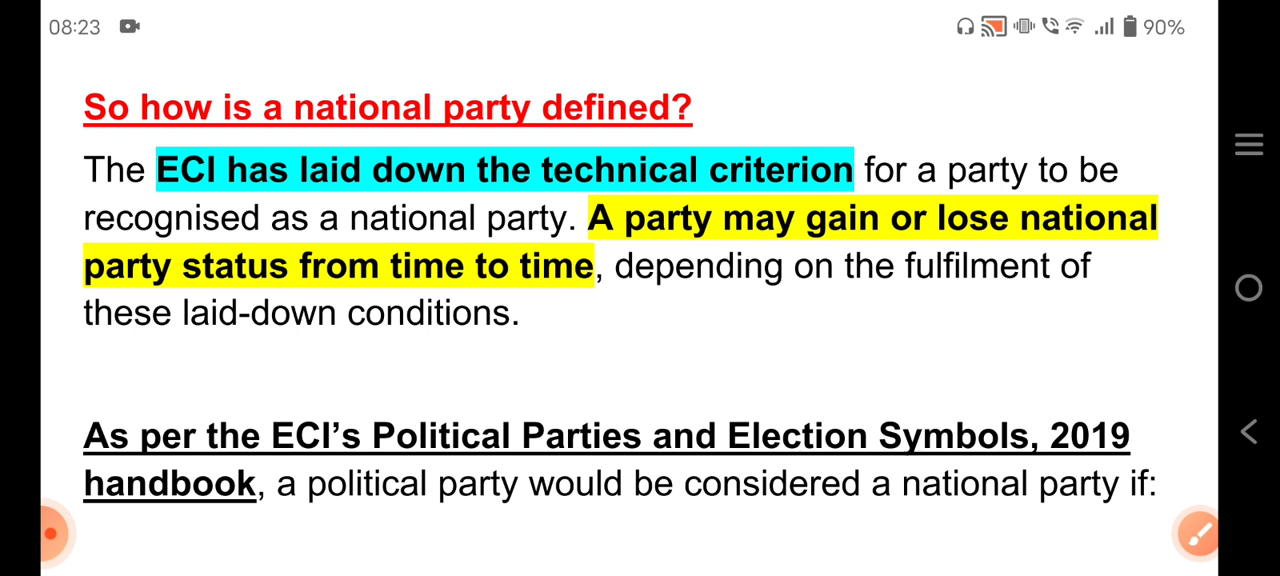 08:23
90%
So how is a national party defined?
The ECI has laid down the technical criterion for a party to be
recognised as a national party. A party may gain or lose national
party status from time to time, depending on the fulfilment of
these laid-down conditions.
As per the ECI’s Political Parties and Election Symbols, 2019
handbook, a political party would be considered a national party if: